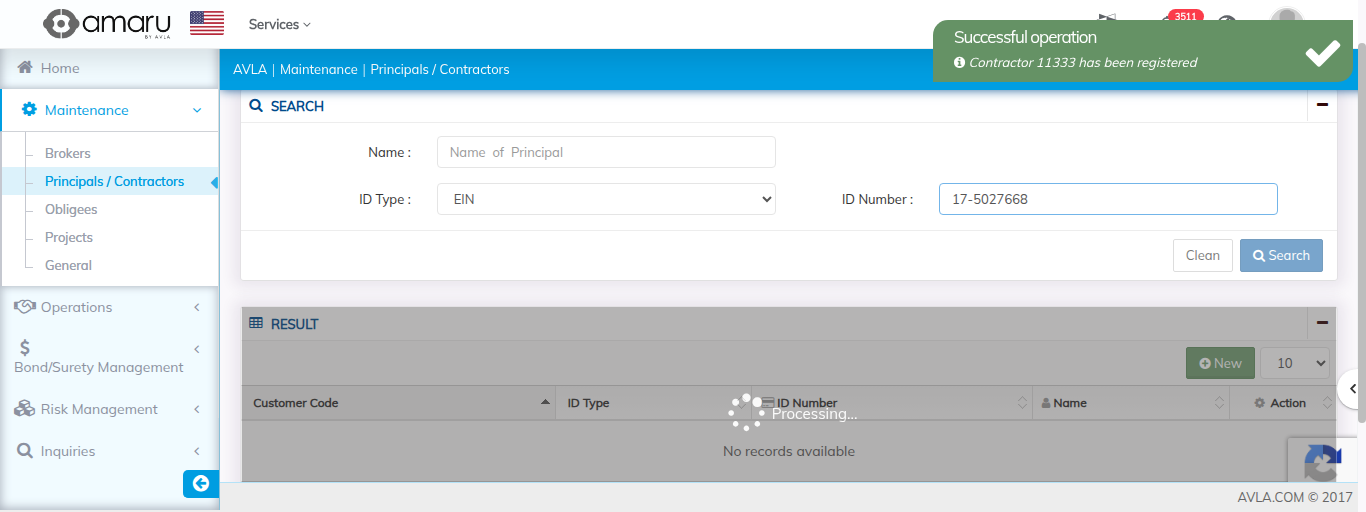 amaru
BY AVLA
Services
3511
Successful operation
Contractor 11333 has been registered
Home
AVLA | Maintenance | Principals / Contractors
Maintenance
SEARCH
Brokers
Name :
Name of Principal
Principals / Contractors
ID Type :
EIN
ID Number :
17-5027668
Obligees
Projects
General
Clean
Search
Operations
RESULT
Bond/Surety Management
New
10
Customer Code
ID Type
ID Number
Name
Action
Processing...
Risk Management
No records available
Inquiries
AVLA.COM © 2017